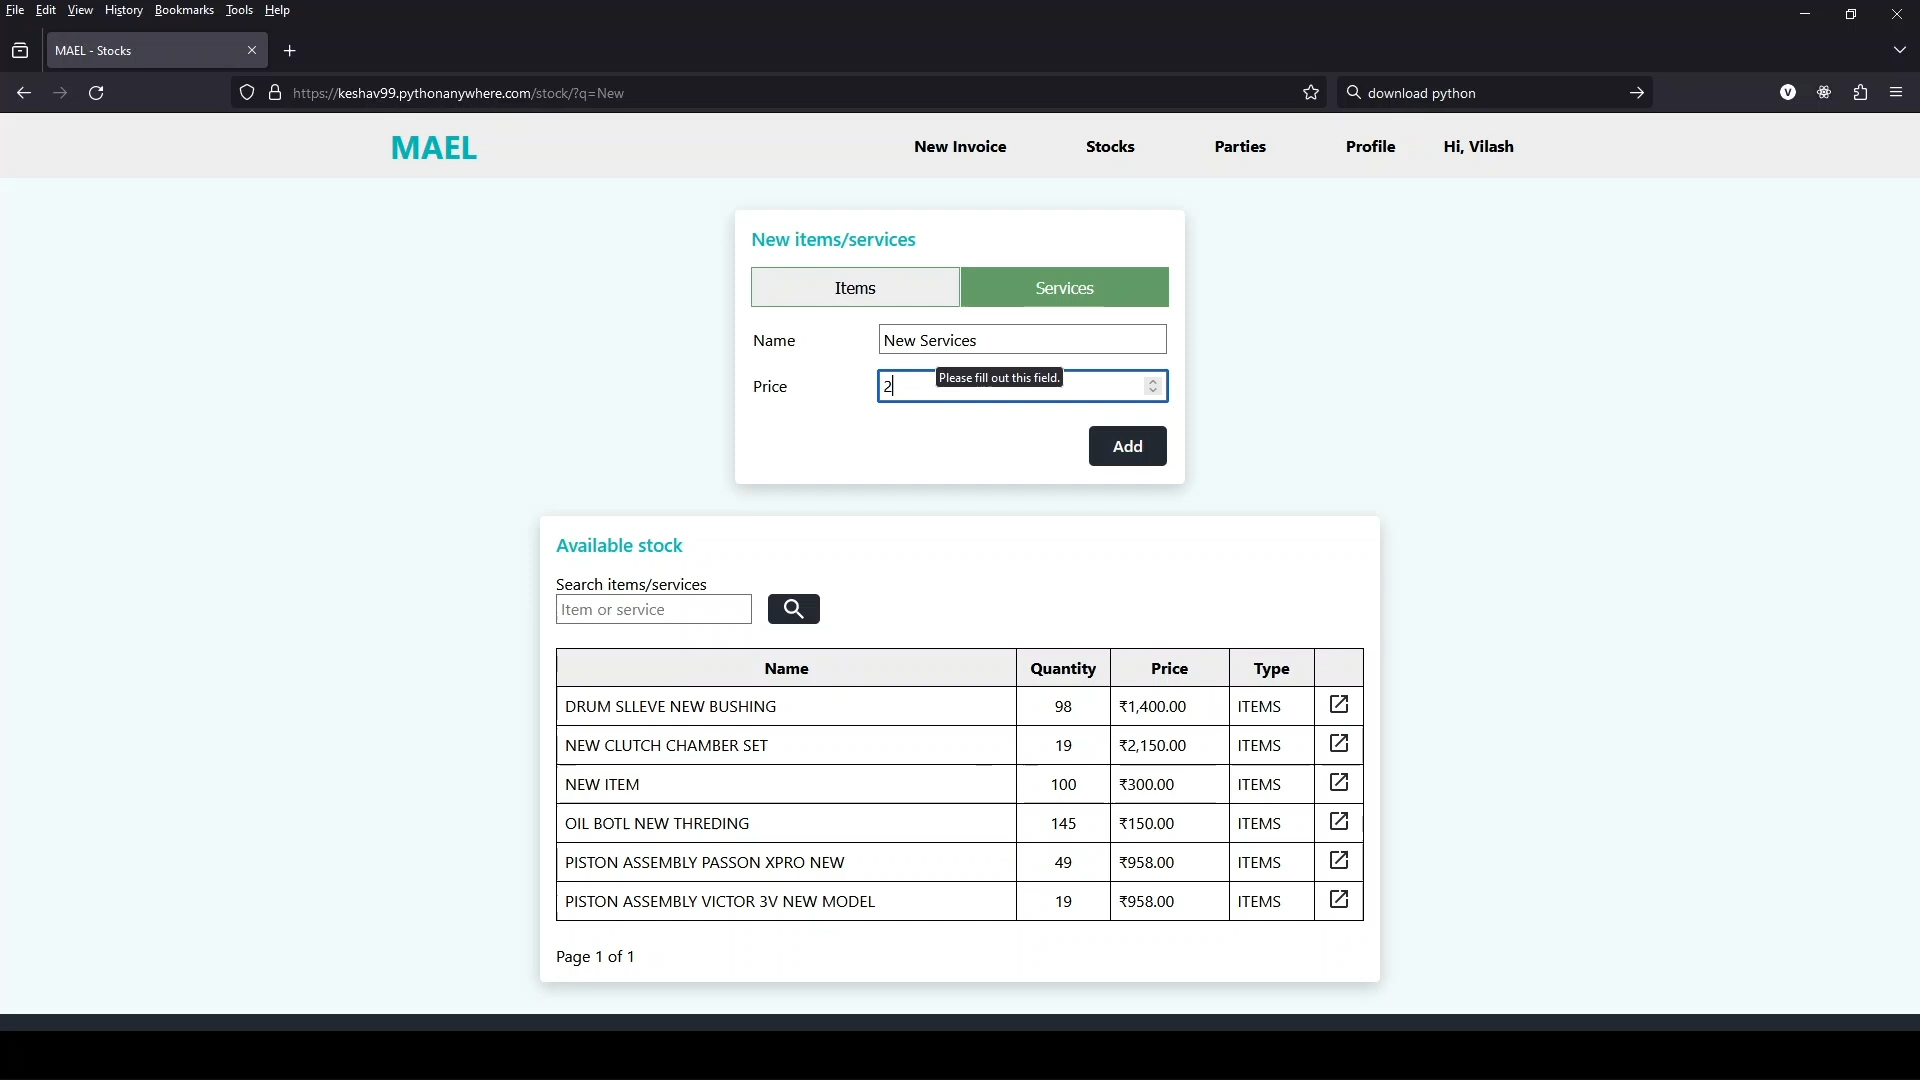 File Edit View History Bookmarks Tools Help
MAEL - Stocks
https://keshav99.pythonanywhere.com/stock/?q=New
download python
V
MAEL
New Invoice Stocks Parties Profile Hi, Vilash
New items/services
Items Services
Name New Services
Please fill out this field.
Price 2
Add
Available stock
Search items/services
Item or service
Name Quantity Price Type
DRUM SLLEVE NEW BUSHING 98 ₹1,400.00 ITEMS
NEW CLUTCH CHAMBER SET 19 ₹2,150.00 ITEMS
NEW ITEM 100 ₹300.00 ITEMS
OIL BOTL NEW THREDING 145 ₹150.00 ITEMS
PISTON ASSEMBLY PASSON XPRO NEW 49 ₹958.00 ITEMS
PISTON ASSEMBLY VICTOR 3V NEW MODEL 19 ₹958.00 ITEMS
Page 1 of 1